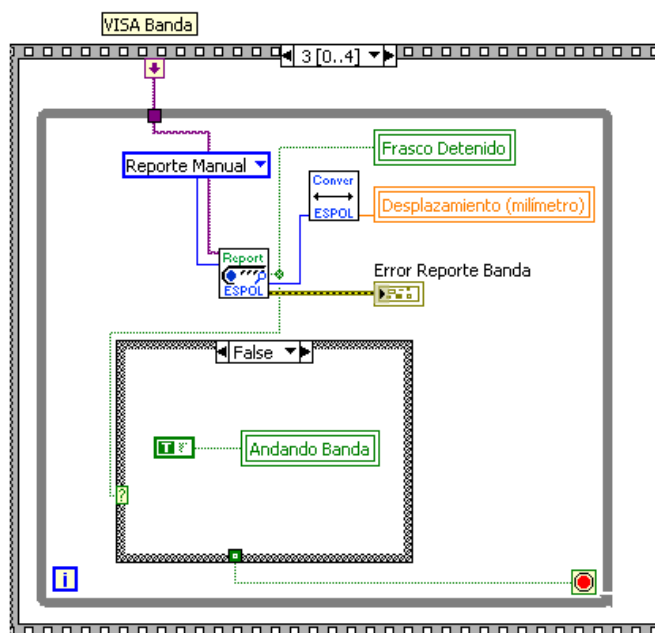 VISA Banda
3 [0..4]
Reporte Manual
Frasco Detenido
Conver
ESPOL
Desplazamiento (milímetro)
Report
ESPOL
Error Reporte Banda
False
T
Andando Banda
?
i